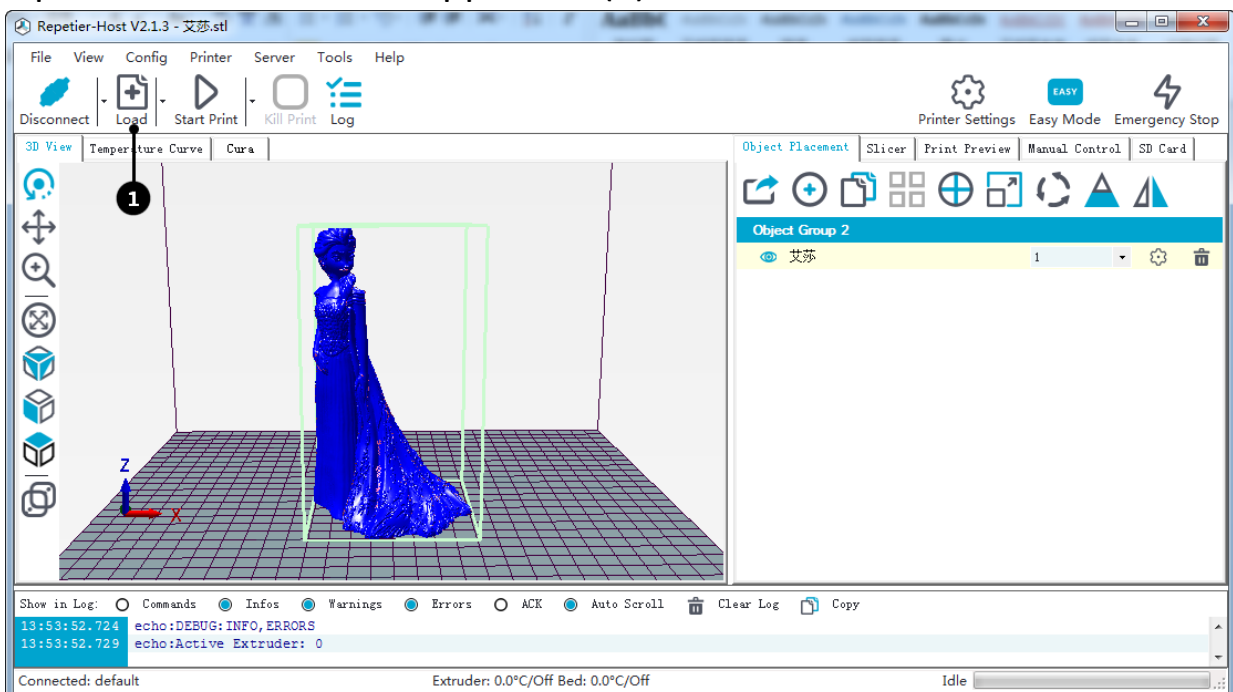 Repetier-Host V2.1.3 - 艾莎.stl
File View Config Printer Server Tools Help
Disconnect Load Start Print Kill Print Log Printer Settings EASY Easy Mode Emergency Stop
1
3D View Temperature Curve Cura Object Placement Slicer Print Preview Manual Control SD Card
Object Group 2
艾莎 1
Z
X
Show in Log: Commands Infos Warnings Errors ACK Auto Scroll Clear Log Copy
13:53:52.724 echo:DEBUG:INFO,ERRORS
13:53:52.729 echo:Active Extruder: 0
Connected: default Extruder: 0.0°C/Off Bed: 0.0°C/Off Idle